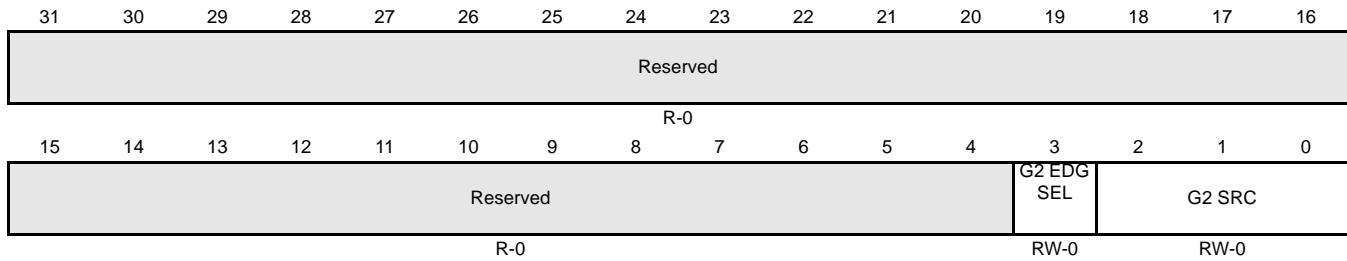 31 30 29 28 27 26 25 24 23 22 21 20 19 18 17 16
Reserved
R-0
15 14 13 12 11 10 9 8 7 6 5 4 3 2 1 0
Reserved G2 EDG SEL G2 SRC
R-0 RW-0 RW-0